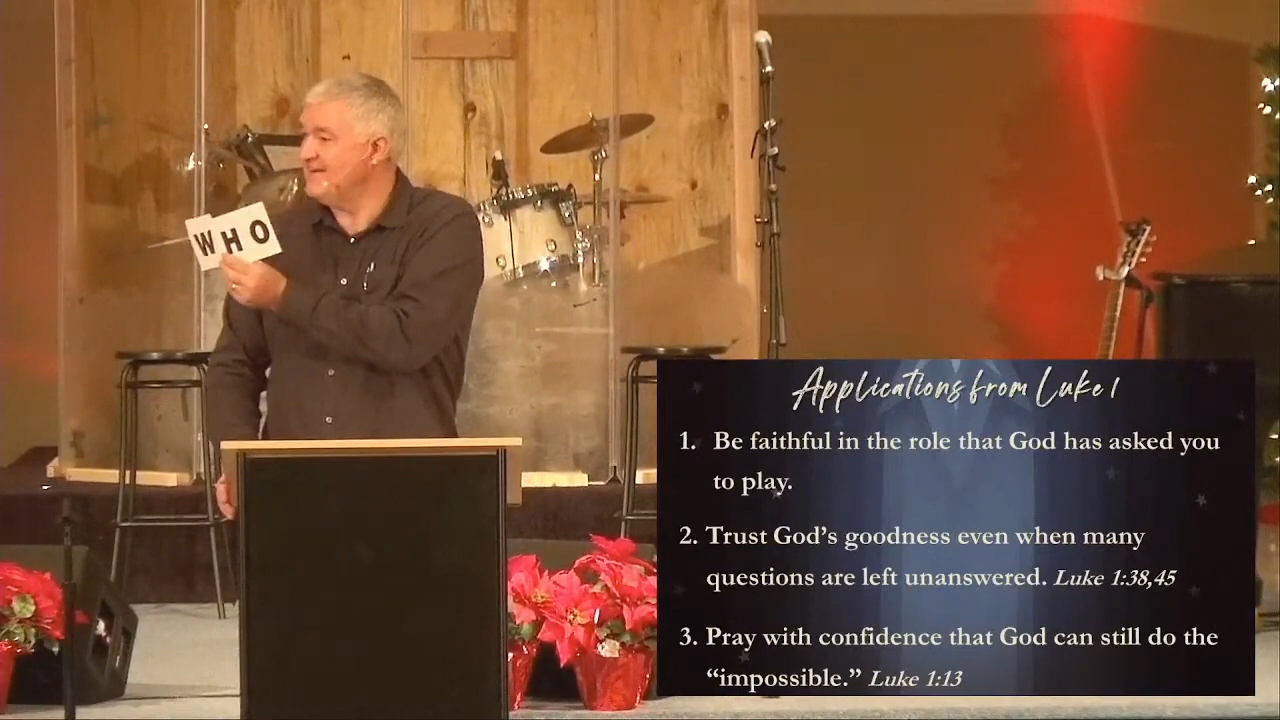 WHO
Applications from Luke 1
1. Be faithful in the role that God has asked you
to play.
2. Trust God’s goodness even when many
questions are left unanswered. Luke 1:38,45
3. Pray with confidence that God can still do the
“impossible.” Luke 1:13